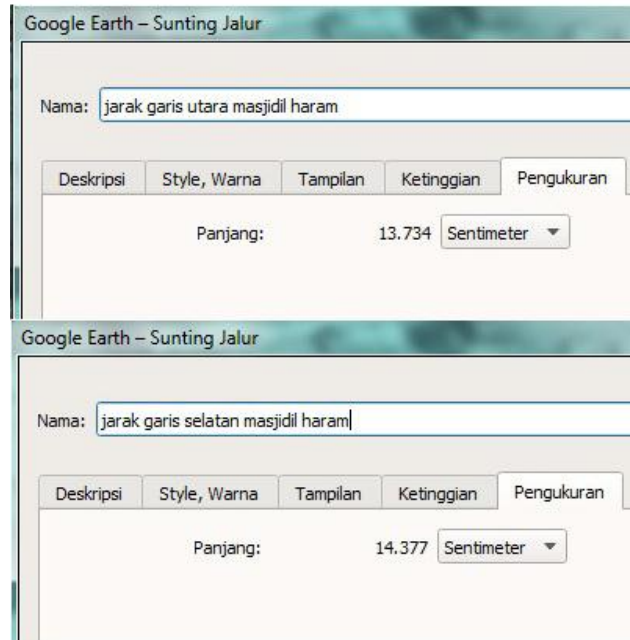 Google Earth – Sunting Jalur
Nama: jarak garis utara masjidil haram
Deskripsi Style, Warna Tampilan Ketinggian Pengukuran
Panjang: 13.734 Sentimeter
Google Earth – Sunting Jalur
Nama: jarak garis selatan masjidil haram
Deskripsi Style, Warna Tampilan Ketinggian Pengukuran
Panjang: 14.377 Sentimeter